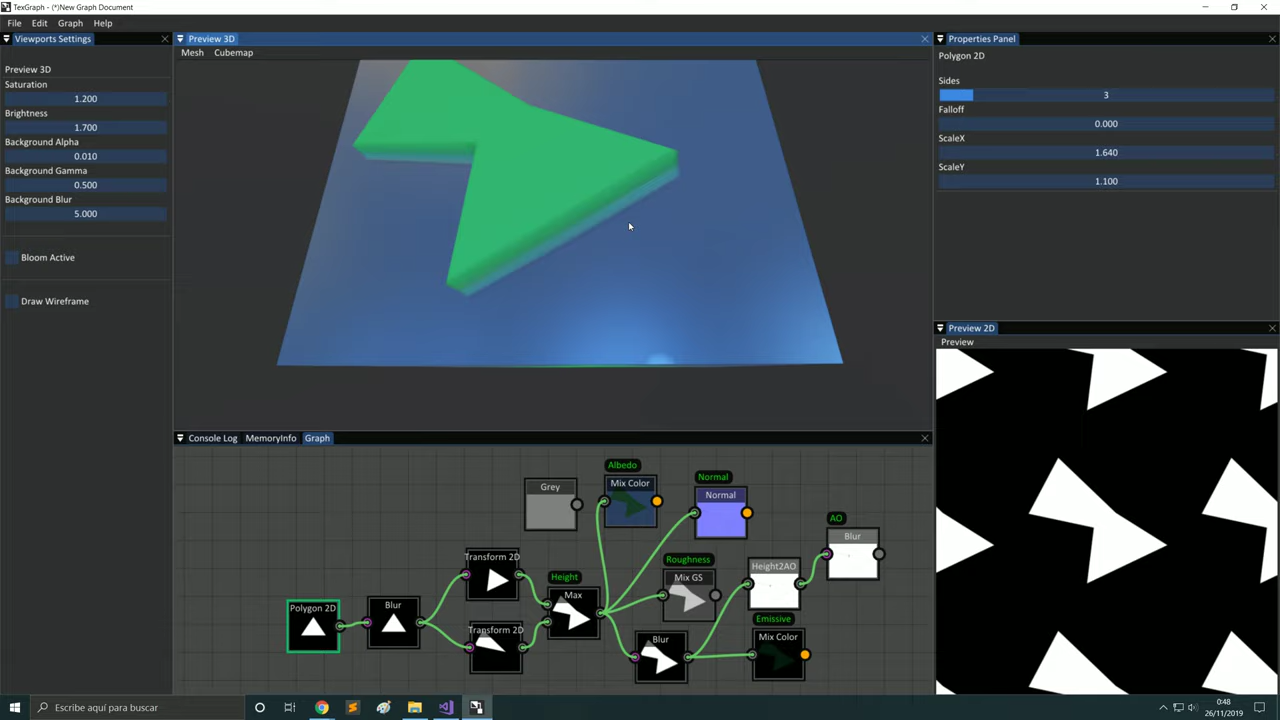 TexGraph - (*)New Graph Document
File Edit Graph Help
Viewports Settings
Preview 3D
Saturation
1.200
Brightness
1.700
Background Alpha
0.010
Background Gamma
0.500
Background Blur
5.000
Bloom Active
Draw Wireframe
Preview 3D
Mesh Cubemap
Console Log MemoryInfo Graph
Polygon 2D
Blur
Transform 2D
Transform 2D
Height
Max
Grey
Albedo
Mix Color
Normal
Normal
Roughness
Mix GS
Blur
Height2AO
Emissive
Mix Color
AO
Blur
Properties Panel
Polygon 2D
Sides
3
Falloff
0.000
ScaleX
1.640
ScaleY
1.100
Preview 2D
Preview
Escribe aquí para buscar
0:48
26/11/2019